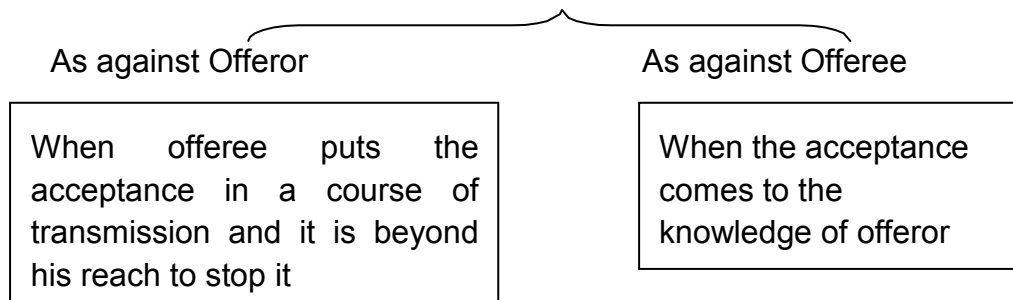 As against Offeror
As against Offeree
When offeree puts the
acceptance in a course of
transmission and it is beyond
his reach to stop it
When the acceptance
comes to the
knowledge of offeror